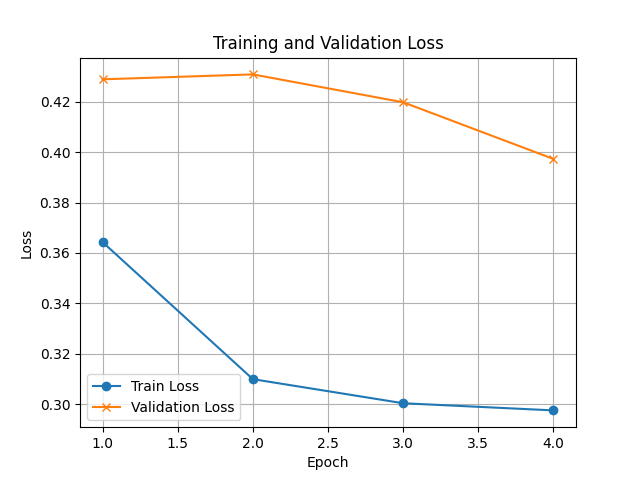 Training and Validation Loss
0.42
0.40
0.38
0.36
0.34
0.32
0.30
Loss
Train Loss
Validation Loss
1.0 1.5 2.0 2.5 3.0 3.5 4.0
Epoch